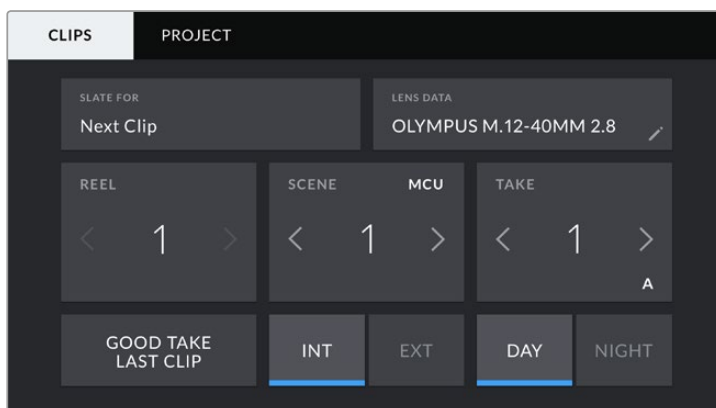 CLIPS PROJECT
SLATE FOR LENS DATA
Next Clip OLYMPUS M.12-40MM 2.8
REEL SCENE MCU TAKE
1 1 1
A
GOOD TAKE
LAST CLIP
INT EXT DAY NIGHT